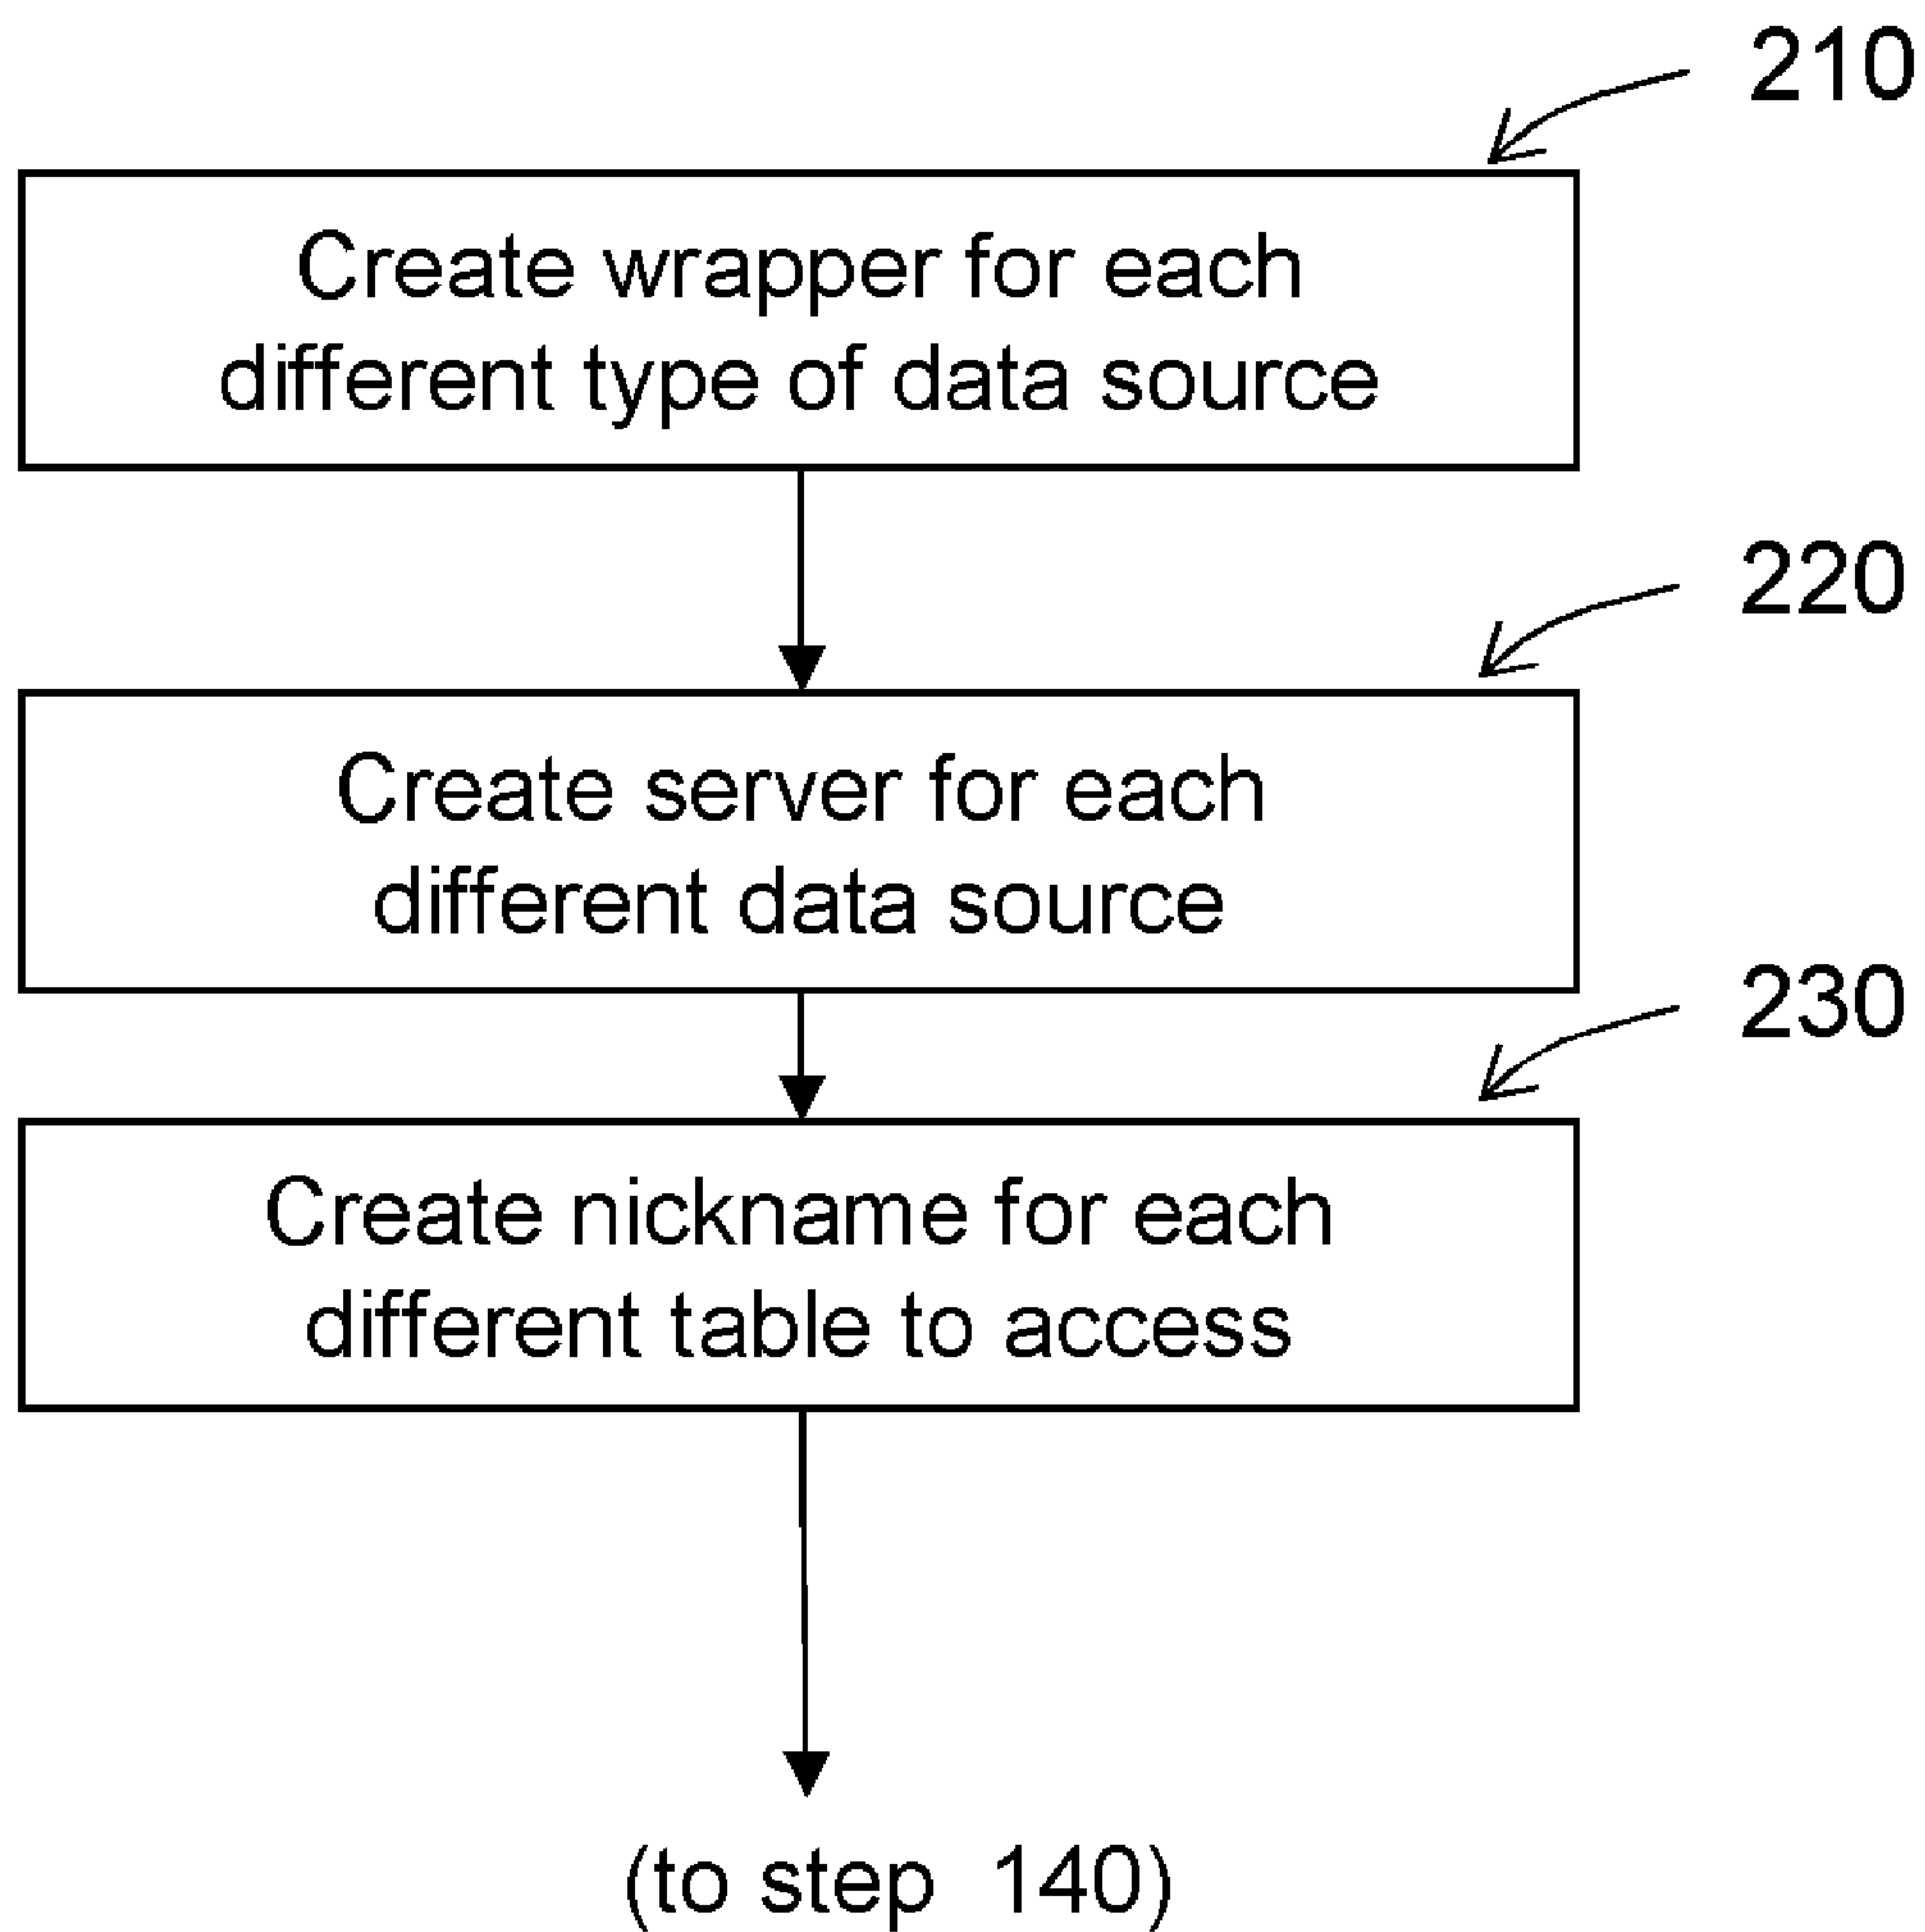 210
Create wrapper for each
different type of data source
220
Create server for each
different data source
230
Create nickname for each
different table to access
(to step 140)